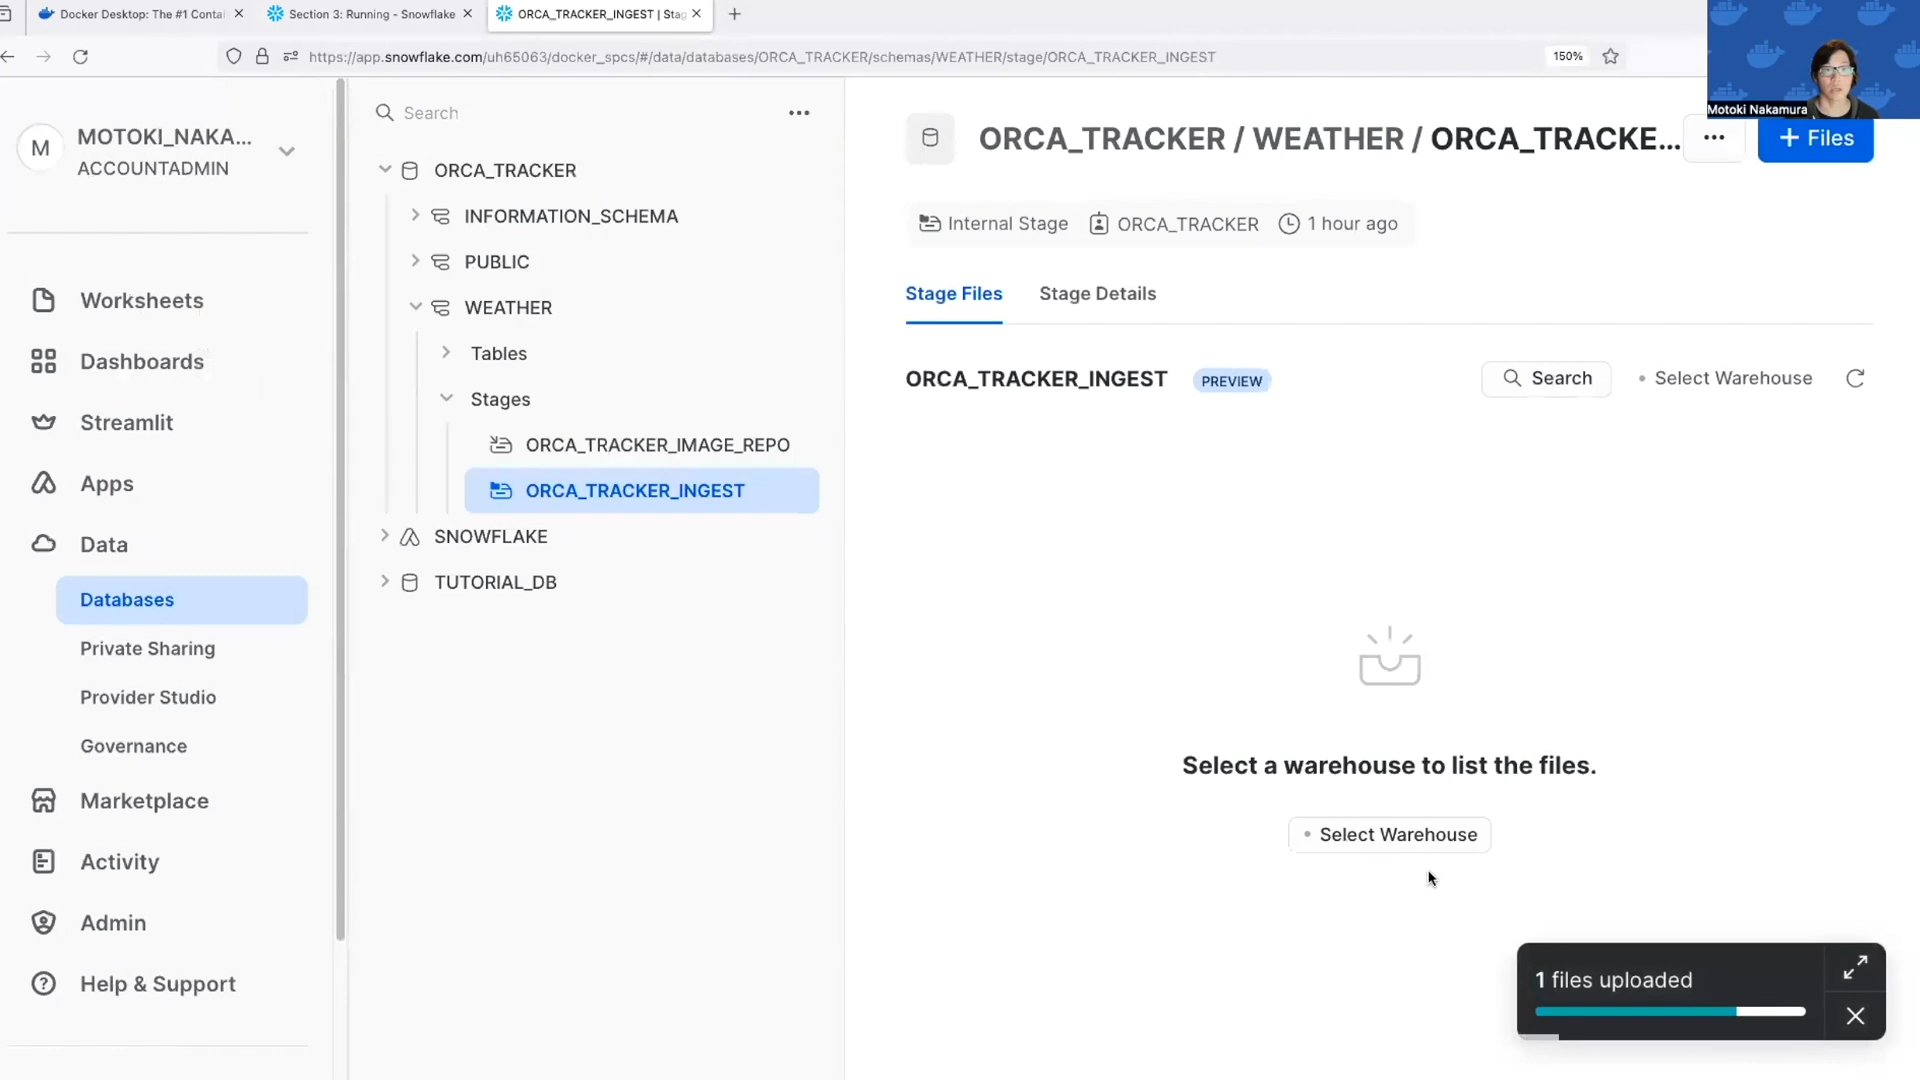 Docker Desktop: The #1 Contai
Section 3: Running - Snowflake
ORCA_TRACKER_INGEST | Stag
https://app.snowflake.com/uh65063/docker_spcs/#/data/databases/ORCA_TRACKER/schemas/WEATHER/stage/ORCA_TRACKER_INGEST
150%
Motoki Nakamura
M
MOTOKI_NAKA...
ACCOUNTADMIN
Worksheets
Dashboards
Streamlit
Apps
Data
Databases
Private Sharing
Provider Studio
Governance
Marketplace
Activity
Admin
Help & Support
Search
ORCA_TRACKER
INFORMATION_SCHEMA
PUBLIC
WEATHER
Tables
Stages
ORCA_TRACKER_IMAGE_REPO
ORCA_TRACKER_INGEST
SNOWFLAKE
TUTORIAL_DB
ORCA_TRACKER / WEATHER / ORCA_TRACKE...
+ Files
Internal Stage
ORCA_TRACKER
1 hour ago
Stage Files
Stage Details
ORCA_TRACKER_INGEST
PREVIEW
Search
Select Warehouse
Select a warehouse to list the files.
Select Warehouse
1 files uploaded